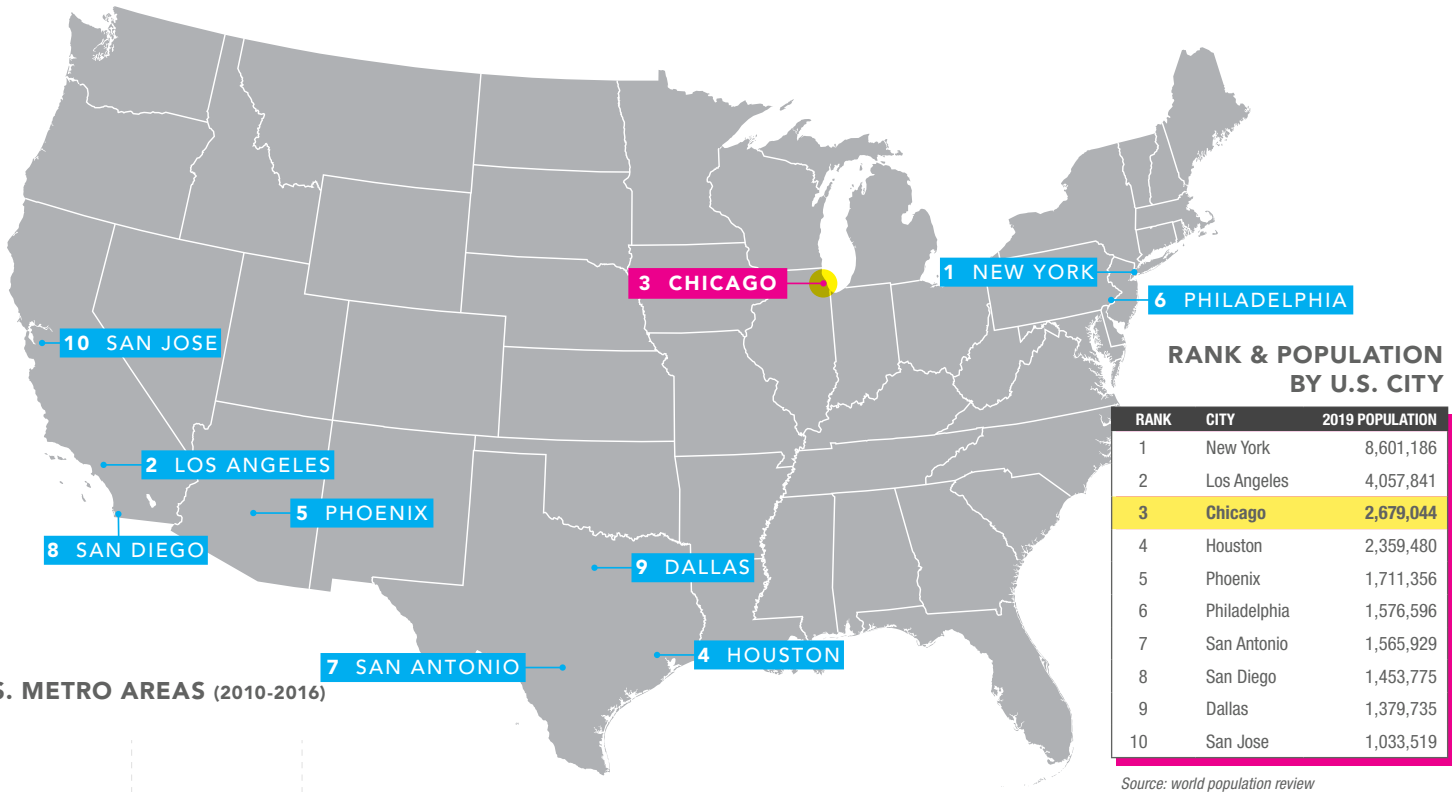 3 CHICAGO
1 NEW YORK
6 PHILADELPHIA
10 SAN JOSE
2 LOS ANGELES
5 PHOENIX
8 SAN DIEGO
9 DALLAS
4 HOUSTON
7 SAN ANTONIO
S. METRO AREAS (2010-2016)
RANK & POPULATION
BY U.S. CITY
RANK CITY 2019 POPULATION
1 New York 8,601,186
2 Los Angeles 4,057,841
3 Chicago 2,679,044
4 Houston 2,359,480
5 Phoenix 1,711,356
6 Philadelphia 1,576,596
7 San Antonio 1,565,929
8 San Diego 1,453,775
9 Dallas 1,379,735
10 San Jose 1,033,519
Source: world population review